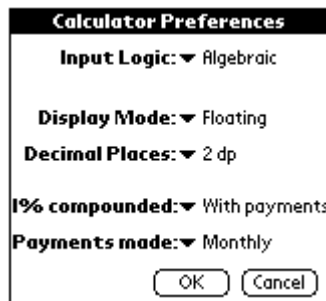 Calculator Preferences
Input Logic: Algebraic
Display Mode: Floating
Decimal Places: 2 dp
I% compounded: With payments
Payments made: Monthly
OK Cancel